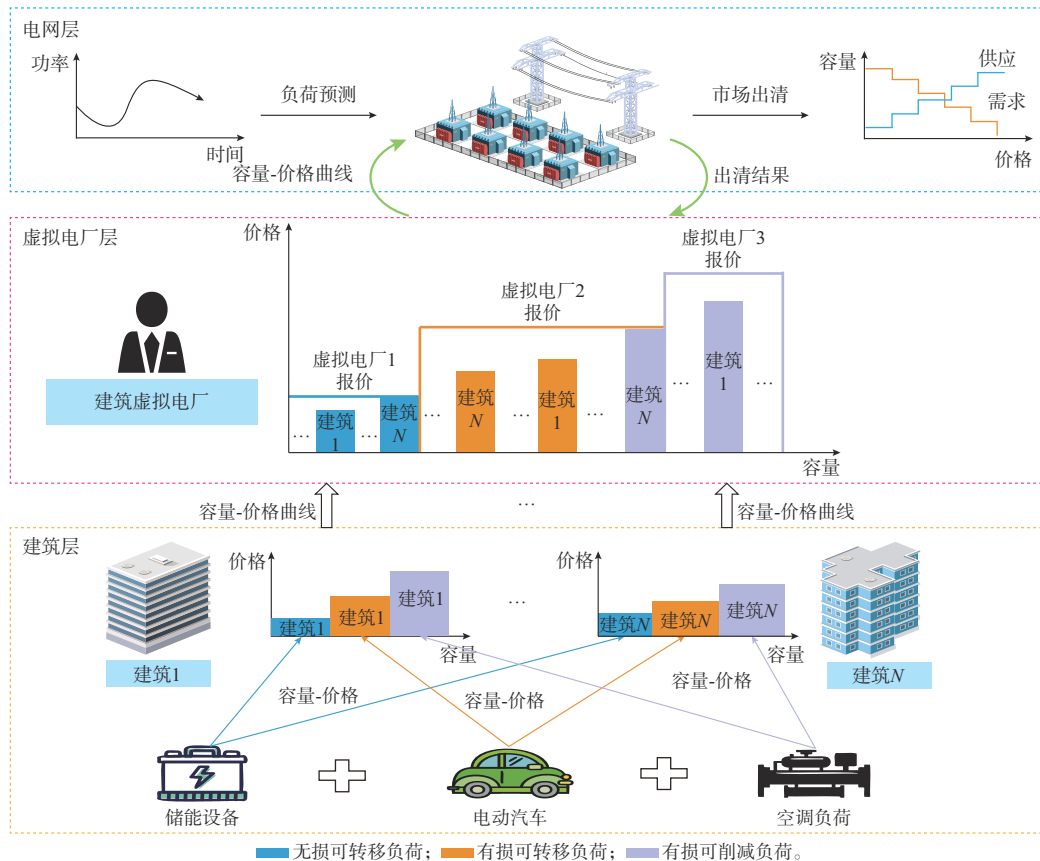 电网层
功率
时间
负荷预测
市场出清
容量
供应
需求
价格
容量-价格曲线
出清结果
虚拟电厂层
价格
虚拟电厂3
报价
虚拟电厂2
报价
虚拟电厂1
报价
建筑虚拟电厂
… 建筑
1
… 建筑
N
… 建筑
N
… 建筑
1
… 建筑
N
… 建筑
1
…
容量
容量-价格曲线
…
容量-价格曲线
建筑层
价格
建筑1
建筑1
建筑1
容量
…
价格
建筑N
建筑N
建筑N
容量
建筑1
建筑N
容量-价格
容量-价格
容量-价格
储能设备
电动汽车
空调负荷
无损可转移负荷; 有损可转移负荷; 有损可削减负荷。